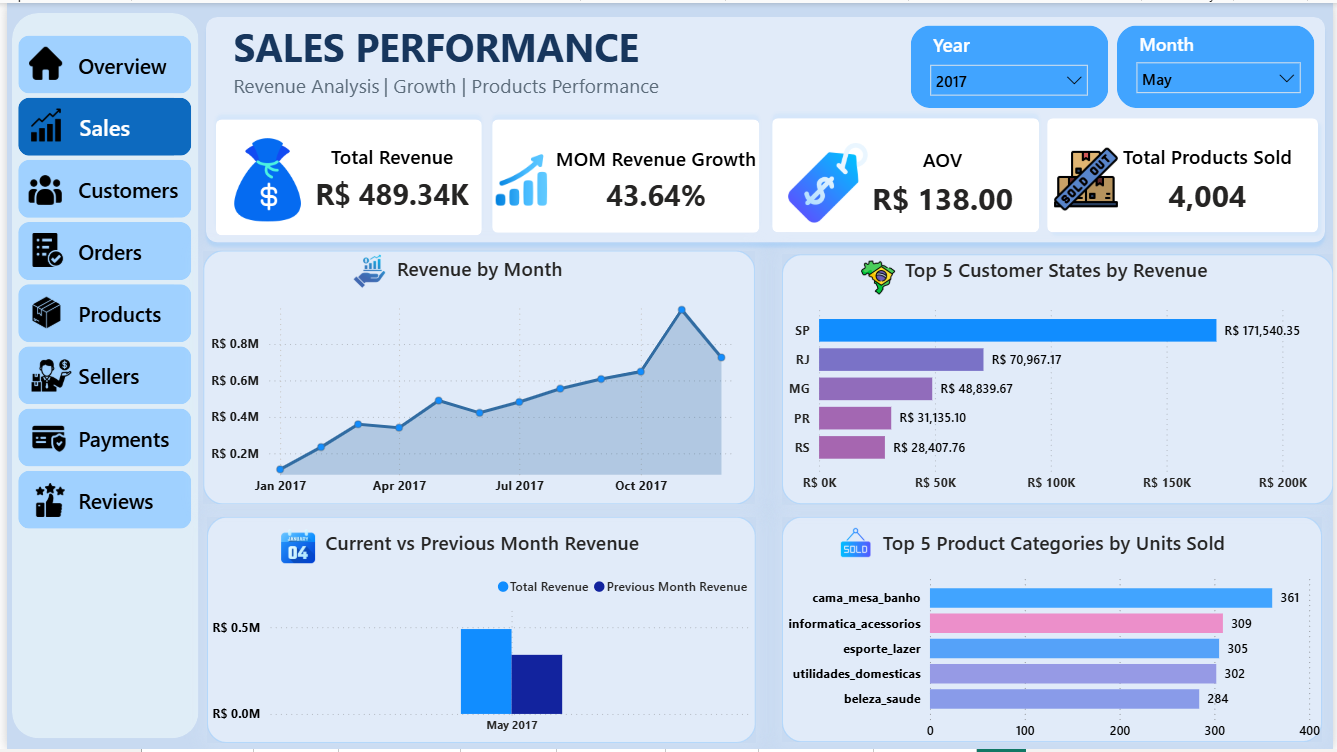 Overview
Sales
Customers
Orders
Products
Sellers
Payments
Reviews
SALES PERFORMANCE
Revenue Analysis | Growth | Products Performance
Year
2017
Month
May
$
Total Revenue
R$ 489.34K
MOM Revenue Growth
43.64%
$
AOV
R$ 138.00
SOLD OUT
Total Products Sold
4,004
Revenue by Month
R$ 0.8M
R$ 0.6M
R$ 0.4M
R$ 0.2M
Jan 2017
Apr 2017
Jul 2017
Oct 2017
Top 5 Customer States by Revenue
SP
R$ 171,540.35
RJ
R$ 70,967.17
MG
R$ 48,839.67
PR
R$ 31,135.10
RS
R$ 28,407.76
R$ 0K
R$ 50K
R$ 100K
R$ 150K
R$ 200K
JANUARY
04
Current vs Previous Month Revenue
Total Revenue
Previous Month Revenue
R$ 0.5M
R$ 0.0M
May 2017
SOLD
Top 5 Product Categories by Units Sold
cama_mesa_banho
361
informatica_acessorios
309
esporte_lazer
305
utilidades_domesticas
302
beleza_saude
284
0
100
200
300
400